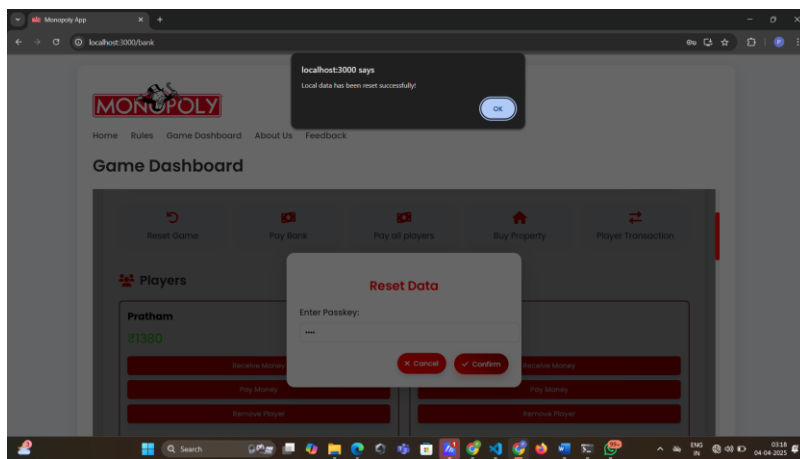 Monopoly App
localhost:3000/bank
localhost:3000 says
Local data has been reset successfully!
OK
MONOPOLY
Home Rules Game Dashboard About Us Feedback
Game Dashboard
Reset Game Pay Bank Pay all players Buy Property Player Transaction
Players
Reset Data
Enter Passkey:
••••
× Cancel ✓ Confirm
Pratham
₹1380
Receive Money Receive Money
Pay Money Pay Money
Remove Player Remove Player
Search
99+
ENG
IN
03:18
04-04-2025